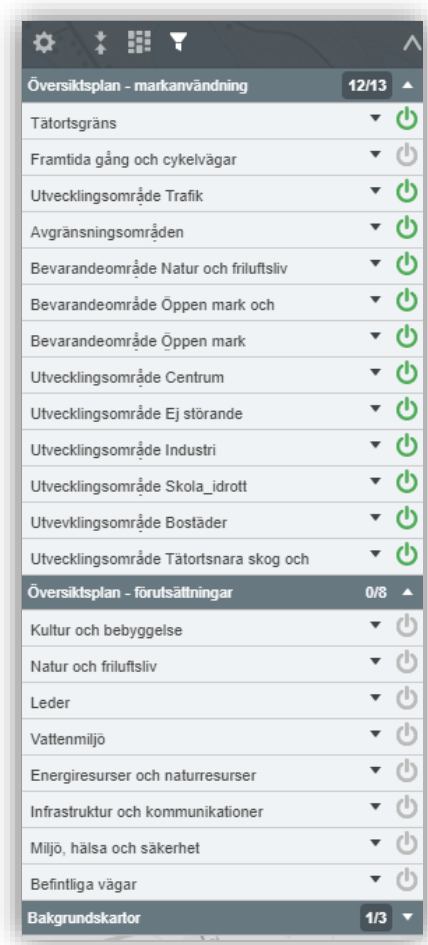 Översiktsplan - markanvändning 12/13
Tätortsgräns
Framtida gång och cykelvägar
Utvecklingsområde Trafik
Avgränsningsområden
Bevarandeområde Natur och friluftsliv
Bevarandeområde Öppen mark och
Bevarandeområde Öppen mark
Utvecklingsområde Centrum
Utvecklingsområde Ej störande
Utvecklingsområde Industri
Utvecklingsområde Skola_idrott
Utvevklingsområde Bostäder
Utvecklingsområde Tätortsnara skog och
Översiktsplan - förutsättningar 0/8
Kultur och bebyggelse
Natur och friluftsliv
Leder
Vattenmiljö
Energiresurser och naturresurser
Infrastruktur och kommunikationer
Miljö, hälsa och säkerhet
Befintliga vägar
Bakgrundskartor 1/3